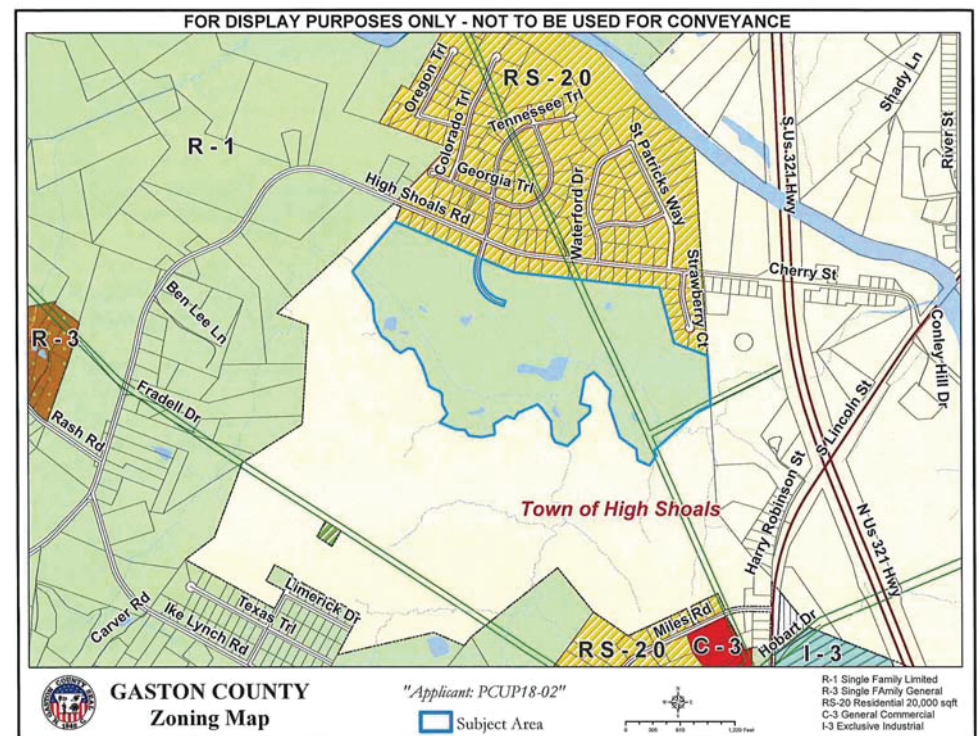 FOR DISPLAY PURPOSES ONLY - NOT TO BE USED FOR CONVEYANCE
Oregon Trl
Colorado Trl
RS-20
Tennessee Trl
Shady Ln
River St
R-1
Georgia Trl
High Shoals Rd
Waterford Dr
St Patricks Way
S Us 321 Hwy
Strawberry Ct
Cherry St
Ben Lee Ln
R-3
Conley Hill Dr
Fradell Dr
Rash Rd
S Lincoln St
Harry Robinson St
Town of High Shoals
N Us 321 Hwy
Limerick Dr
Texas Trl
Carver Rd
Ike Lynch Rd
Miles Rd
Hobart Dr
RS-20
C-3
I-3
GASTON COUNTY
Zoning Map
"Applicant: PCUP18-02"
Subject Area
R-1 Single Family Limited
R-3 Single FAmily General
RS-20 Residential 20,000 sqft
C-3 General Commercial
I-3 Exclusive Industrial